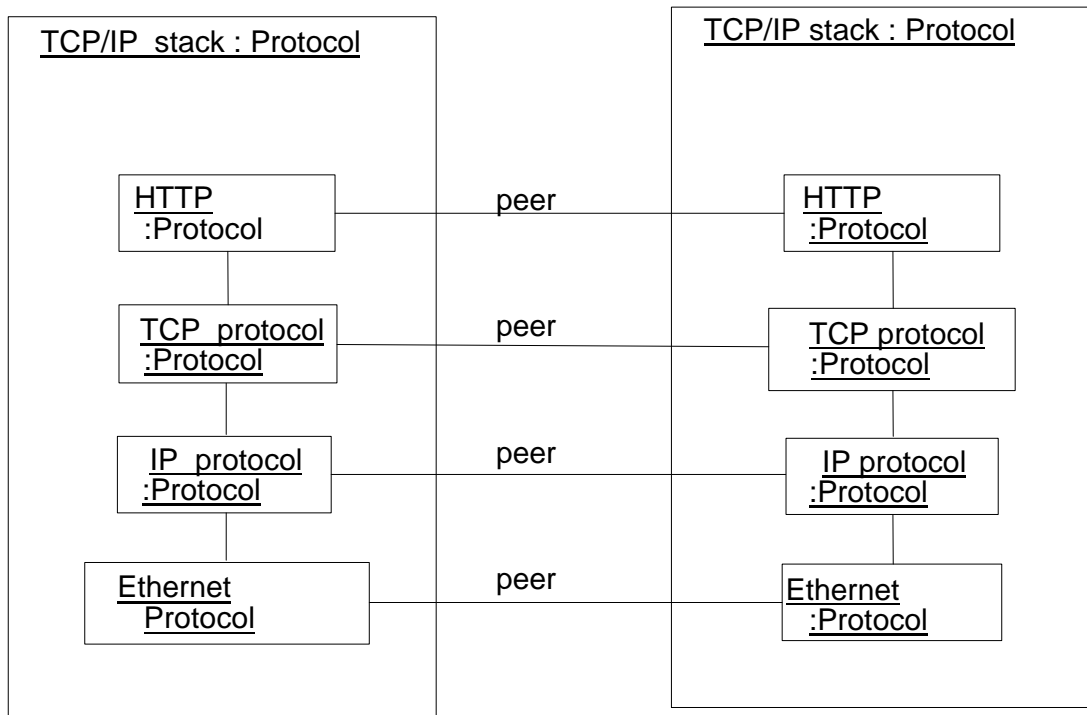 TCP/IP stack : Protocol
TCP/IP stack : Protocol
HTTP
:Protocol
peer
HTTP
:Protocol
TCP protocol
:Protocol
peer
TCP protocol
:Protocol
IP protocol
:Protocol
peer
IP protocol
:Protocol
Ethernet
Protocol
peer
Ethernet
:Protocol